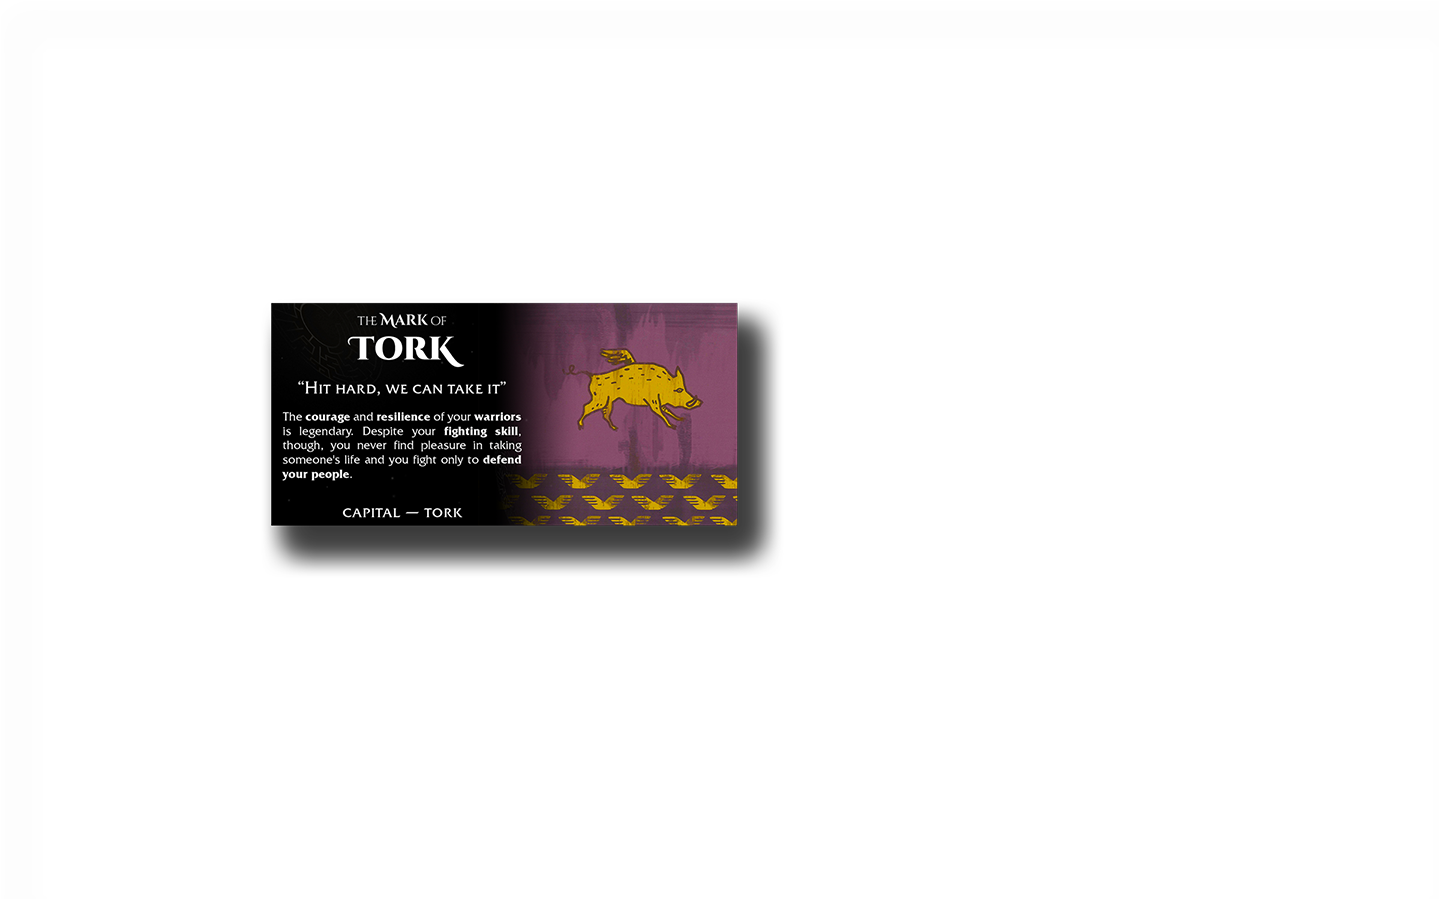 THE MARK OF
TORK
“HIT HARD, WE CAN TAKE IT”
The courage and resilience of your warriors
is legendary. Despite your fighting skill,
though, you never find pleasure in taking
someone's life and you fight only to defend
your people.
CAPITAL — TORK